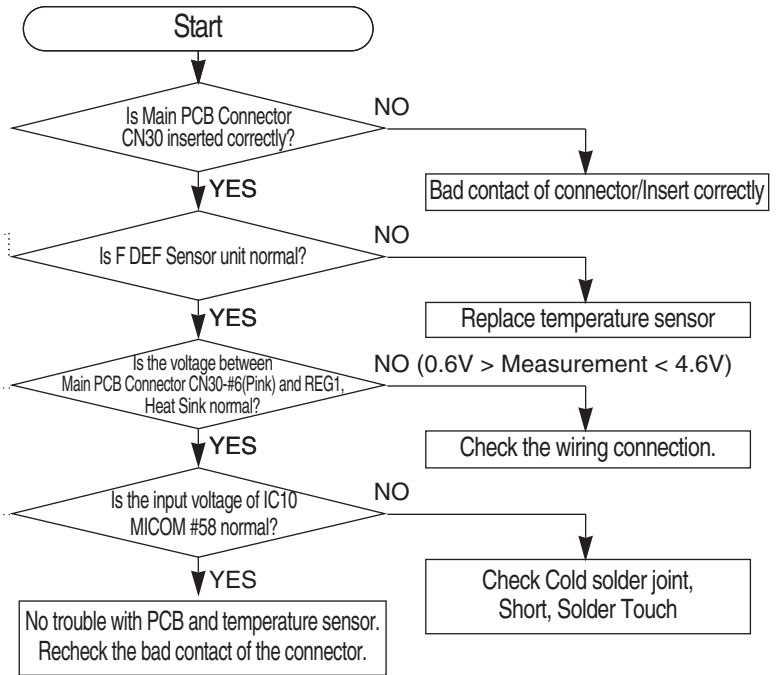 Start
Is Main PCB Connector
CN30 inserted correctly?
NO
Bad contact of connector/Insert correctly
YES
Is F DEF Sensor unit normal?
NO
Replace temperature sensor
YES
Is the voltage between
Main PCB Connector CN30-#6(Pink) and REG1,
Heat Sink normal?
NO (0.6V > Measurement < 4.6V)
Check the wiring connection.
YES
Is the input voltage of IC10
MICOM #58 normal?
NO
Check Cold solder joint,
Short, Solder Touch
YES
No trouble with PCB and temperature sensor.
Recheck the bad contact of the connector.